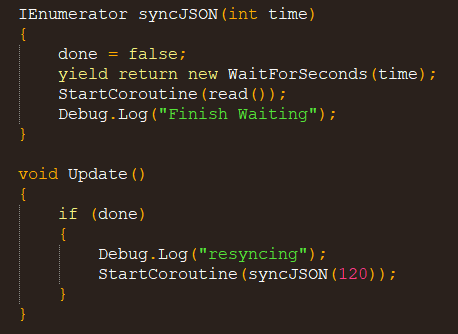 IEnumerator syncJSON(int time)
{
    done = false;
    yield return new WaitForSeconds(time);
    StartCoroutine(read());
    Debug.Log("Finish Waiting");
}

void Update()
{
    if (done)
    {
        Debug.Log("resyncing");
        StartCoroutine(syncJSON(120));
    }
}